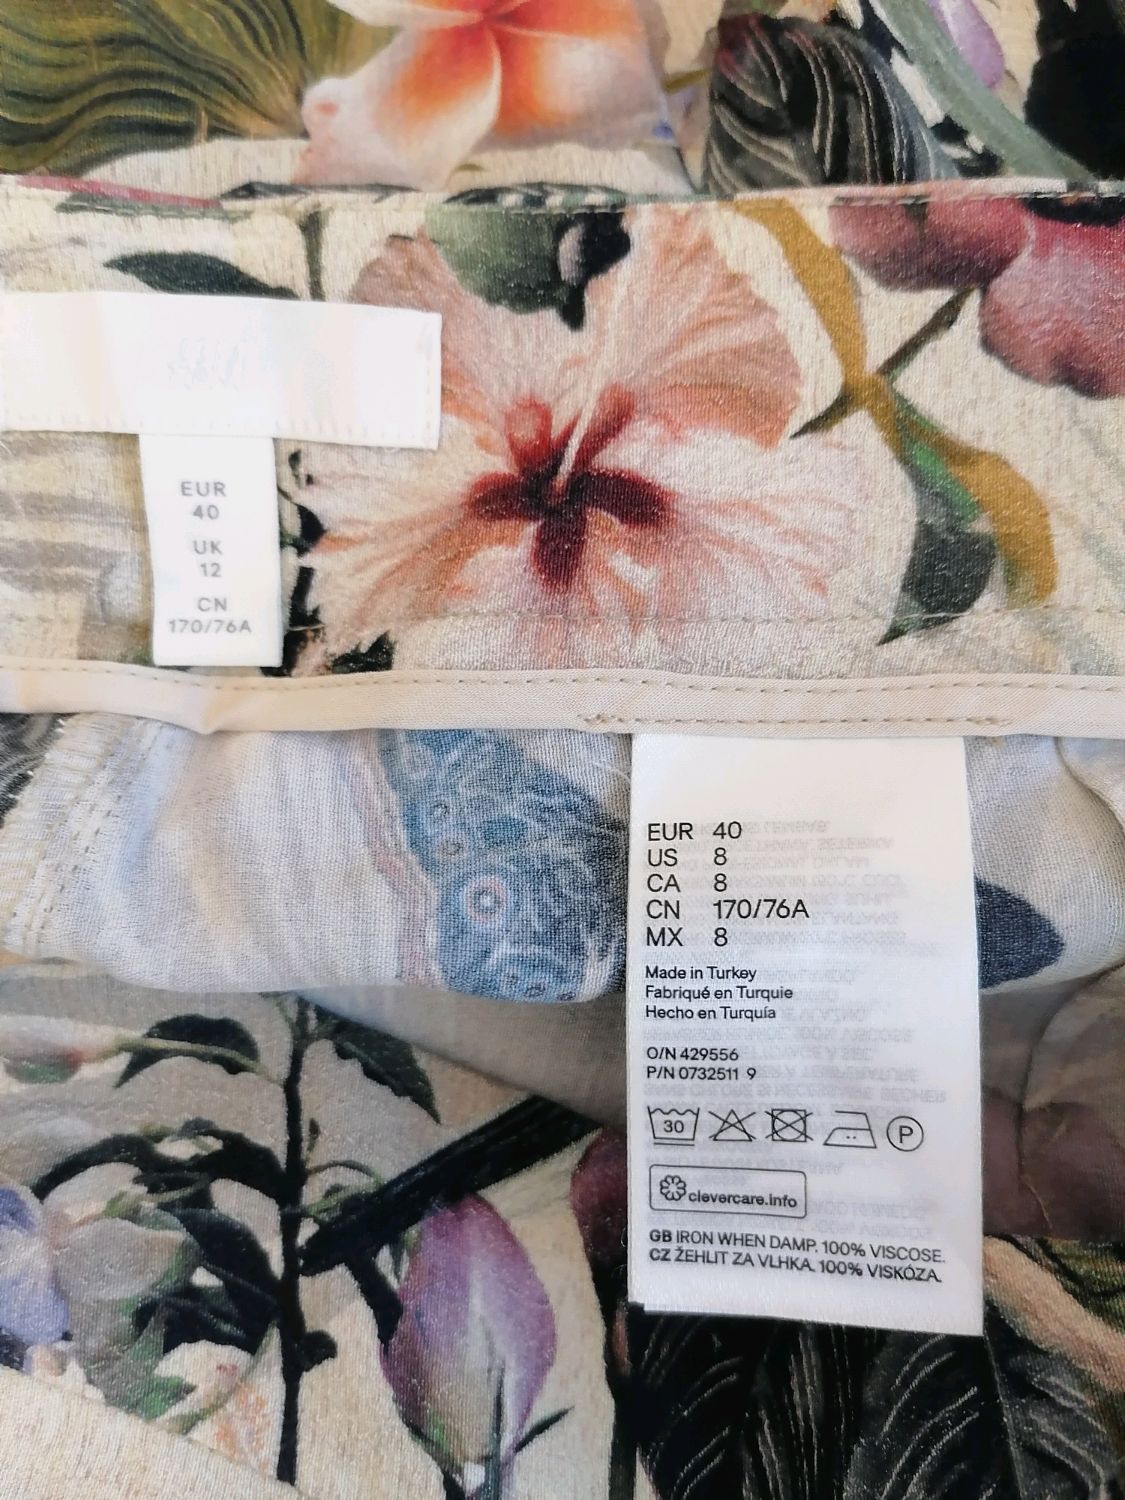 EUR
40
UK
12
CN
170/76A
EUR 40
US 8
CA 8
CN 170/76A
MX 8
Made in Turkey
Fabriqué en Turquie
Hecho en Turquía
O/N 429556
P/N 0732511 9
30
P
clevercare.info
GB IRON WHEN DAMP. 100% VISCOSE.
CZ ŽEHLIT ZA VLHKA. 100% VISKÓZA.